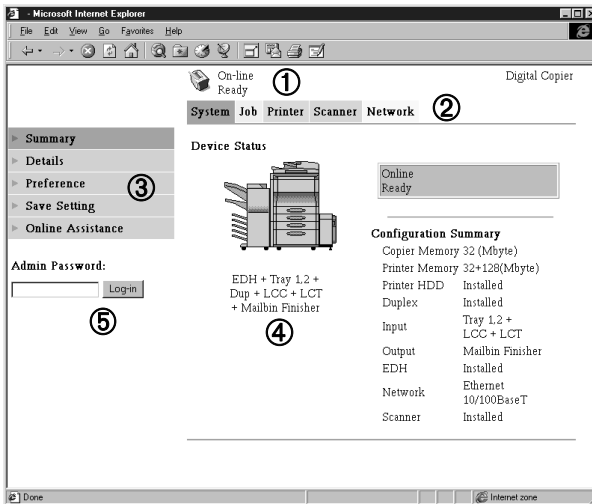 - Microsoft Internet Explorer
File Edit View Go Favorites Help
On-line
Ready
①
Digital Copier
System Job Printer Scanner Network
②
Summary
Details
Preference
③
Save Setting
Online Assistance
Admin Password:
Log-in
⑤
Device Status
EDH + Tray 1,2 +
Dup + LCC + LCT
+ Mailbin Finisher
④
Online
Ready
Configuration Summary
Copier Memory 32 (Mbyte)
Printer Memory 32+128(Mbyte)
Printer HDD Installed
Duplex Installed
Input Tray 1,2 +
LCC + LCT
Output Mailbin Finisher
EDH Installed
Network Ethernet
10/100BaseT
Scanner Installed
Done
Internet zone